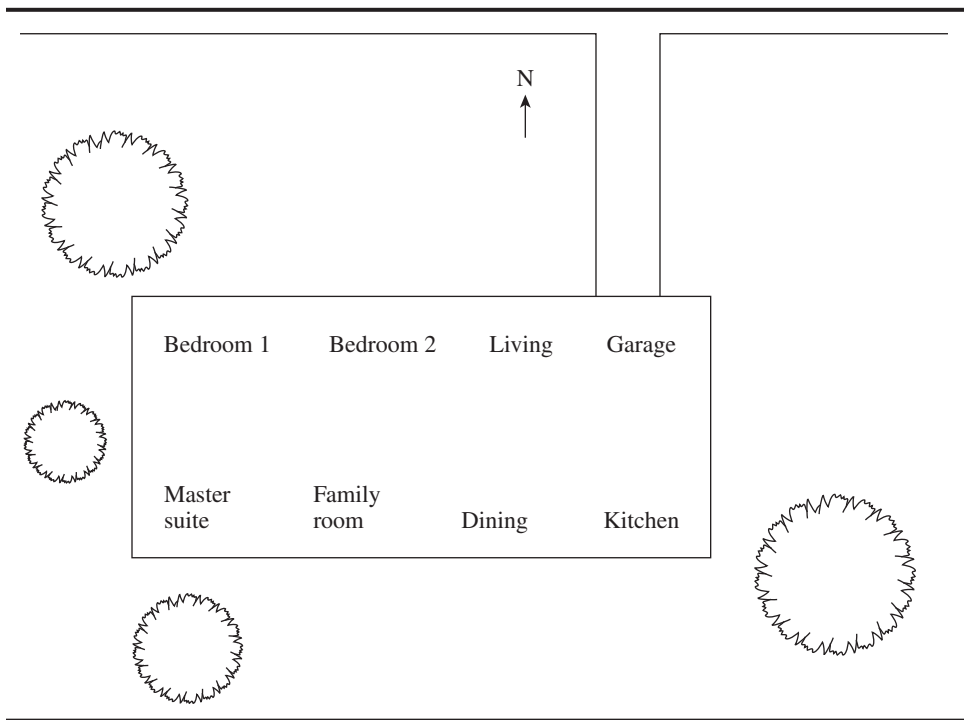 N
Bedroom 1
Bedroom 2
Living
Garage
Master
suite
Family
room
Dining
Kitchen